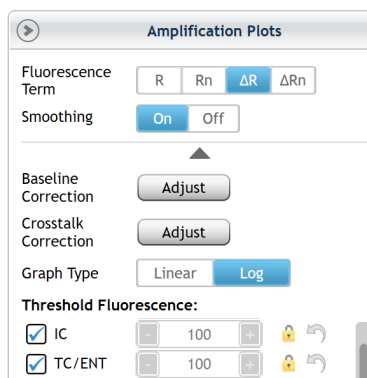 Amplification Plots
Fluorescence Term R Rn ΔR ΔRn
Smoothing On Off
Baseline Correction Adjust
Crosstalk Correction Adjust
Graph Type Linear Log
Threshold Fluorescence:
IC - 100 +
TC/ENT - 100 +